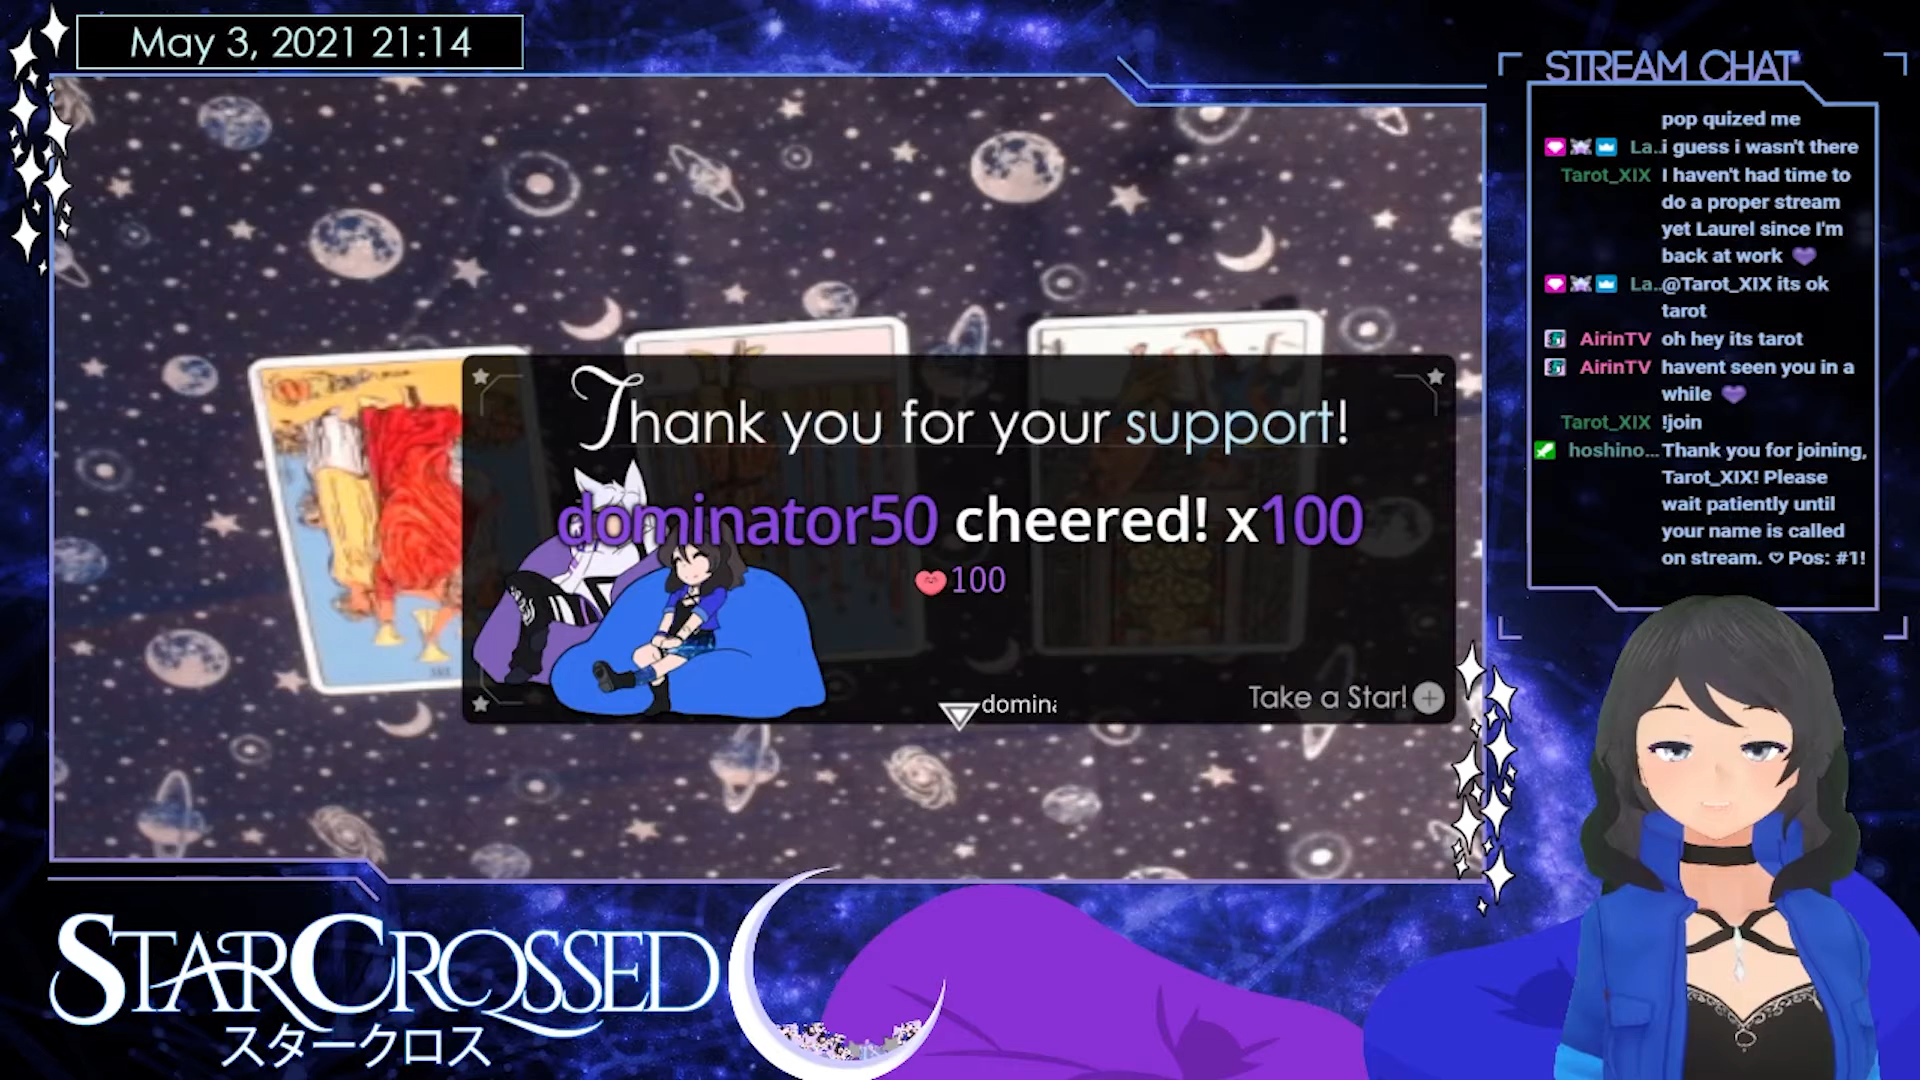 May 3, 2021 21:14
STREAM CHAT
pop quized me
La..i guess i wasn't there
Tarot_XIX I haven't had time to
do a proper stream
yet Laurel since I'm
back at work
La..@Tarot_XIX its ok
tarot
AirinTV oh hey its tarot
AirinTV havent seen you in a
while
Tarot_XIX !join
hoshino... Thank you for joining,
Tarot_XIX! Please
wait patiently until
your name is called
on stream. ♡ Pos: #1!
Thank you for your support!
dominator50 cheered! x100
100
domina
Take a Star!
STARCROSSED
スタークロス